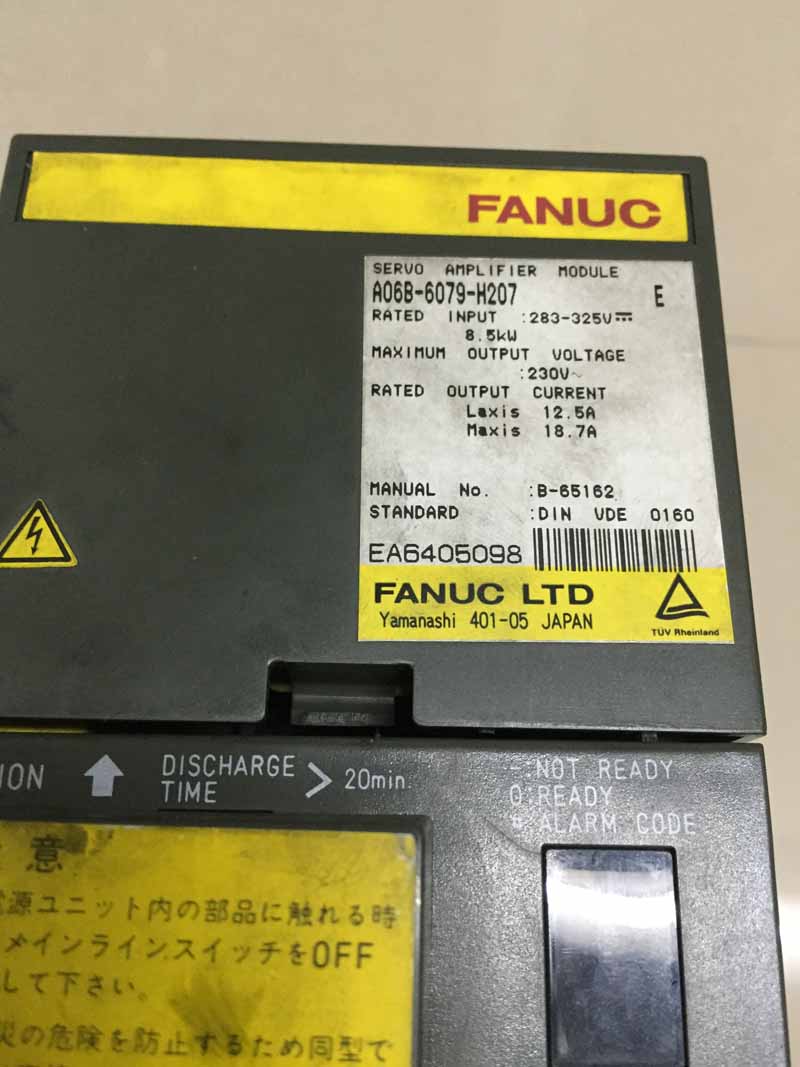 FANUC
SERVO AMPLIFIER MODULE
A06B-6079-H207 E
RATED INPUT :283-325V⎓
8.5kW
MAXIMUM OUTPUT VOLTAGE
:230V~
RATED OUTPUT CURRENT
Laxis 12.5A
Maxis 18.7A
MANUAL No. :B-65162
STANDARD :DIN VDE 0160
EA6405098
FANUC LTD
Yamanashi 401-05 JAPAN
TÜV Rheinland
ION
DISCHARGE
TIME
> 20min.
-:NOT READY
0:READY
#:ALARM CODE
意
源ユニット内の部品に触れる時
メインラインスイッチをOFF
して下さい。
の危険を防止するため同型で